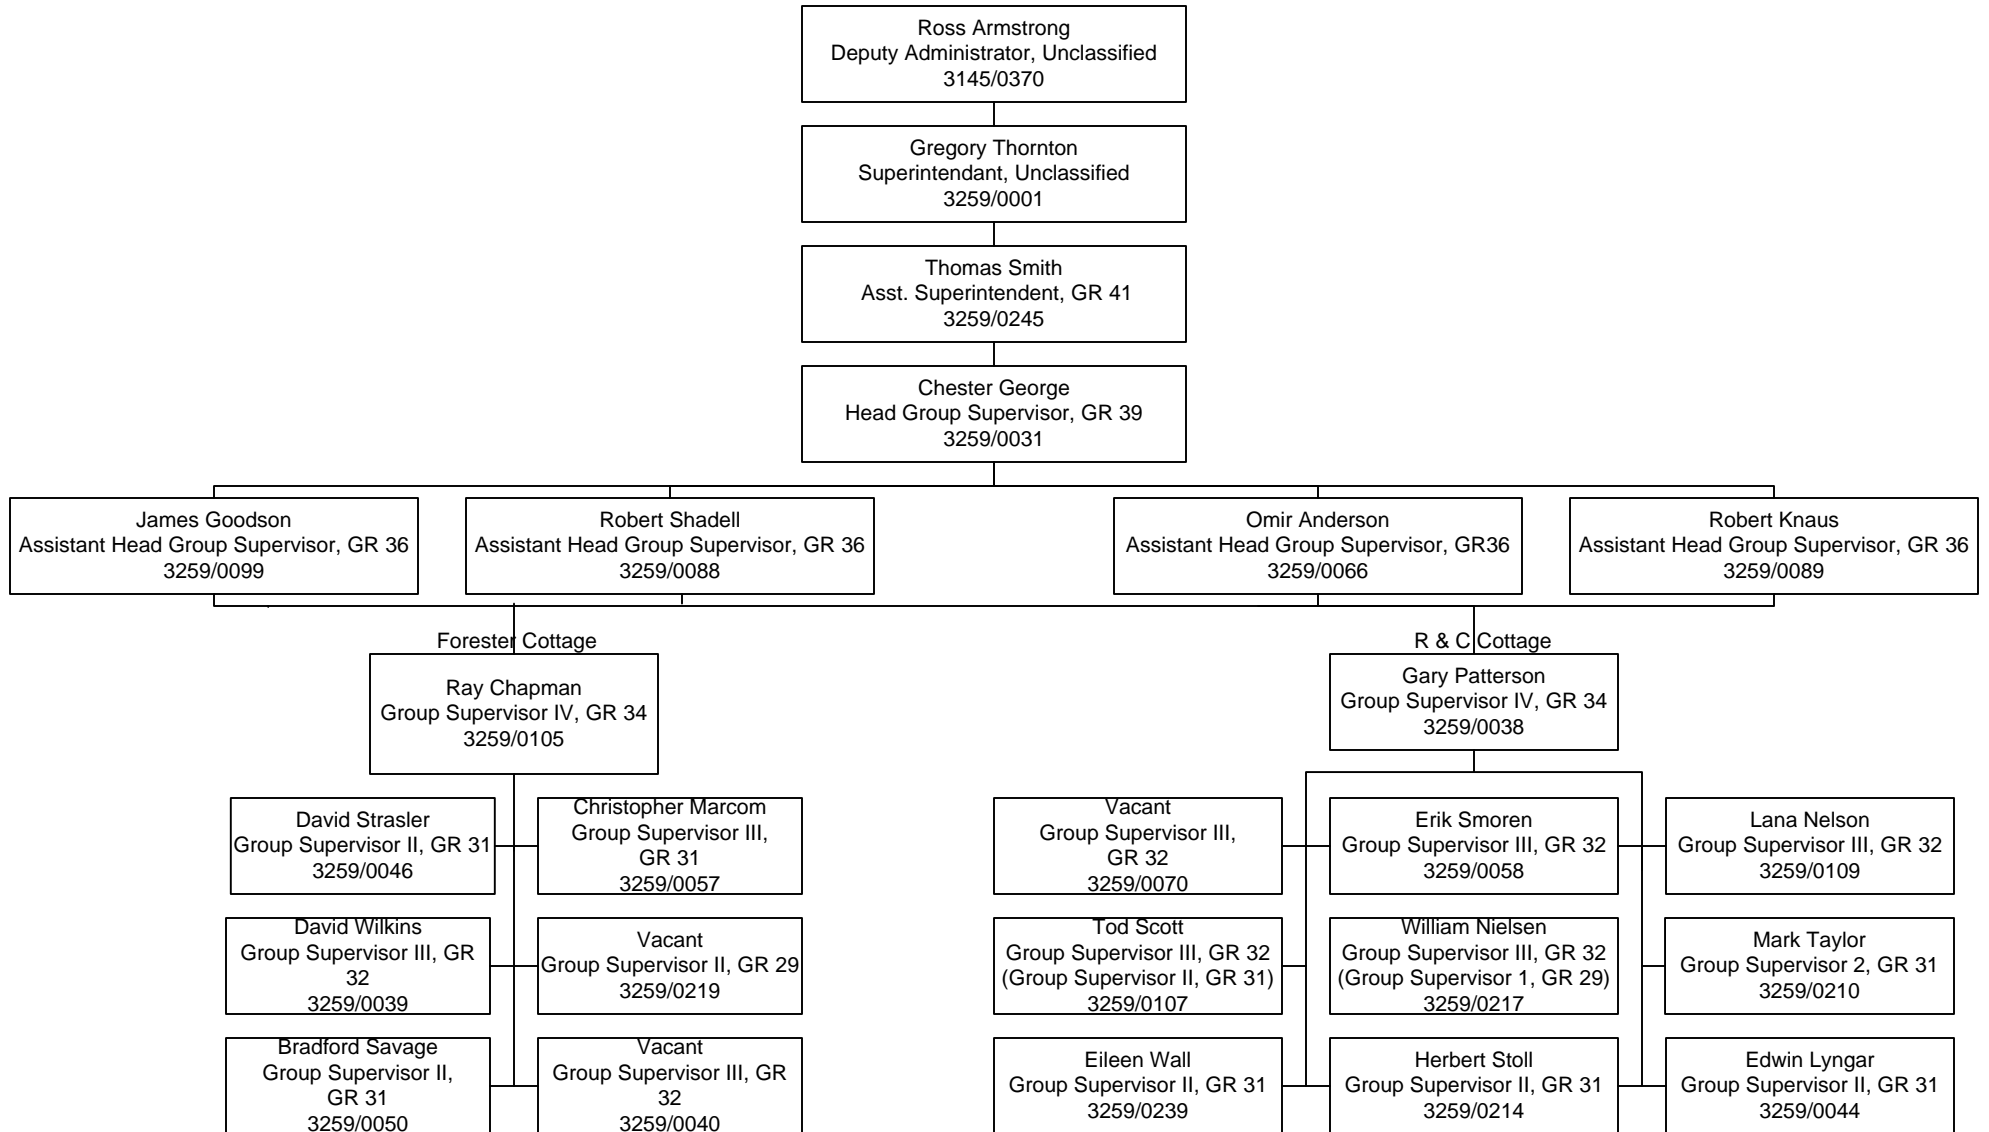 Ross Armstrong
Deputy Administrator, Unclassified
3145/0370
Gregory Thornton
Superintendant, Unclassified
3259/0001
Thomas Smith
Asst. Superintendent, GR 41
3259/0245
Chester George
Head Group Supervisor, GR 39
3259/0031
James Goodson
Assistant Head Group Supervisor, GR 36
3259/0099
Robert Shadell
Assistant Head Group Supervisor, GR 36
3259/0088
Omir Anderson
Assistant Head Group Supervisor, GR36
3259/0066
Robert Knaus
Assistant Head Group Supervisor, GR 36
3259/0089
Forester Cottage
Ray Chapman
Group Supervisor IV, GR 34
3259/0105
R & C Cottage
Gary Patterson
Group Supervisor IV, GR 34
3259/0038
David Strasler
Group Supervisor II, GR 31
3259/0046
Christopher Marcom
Group Supervisor III,
GR 31
3259/0057
Vacant
Group Supervisor III,
GR 32
3259/0070
Erik Smoren
Group Supervisor III, GR 32
3259/0058
Lana Nelson
Group Supervisor III, GR 32
3259/0109
David Wilkins
Group Supervisor III, GR
32
3259/0039
Vacant
Group Supervisor II, GR 29
3259/0219
Tod Scott
Group Supervisor III, GR 32
(Group Supervisor II, GR 31)
3259/0107
William Nielsen
Group Supervisor III, GR 32
(Group Supervisor 1, GR 29)
3259/0217
Mark Taylor
Group Supervisor 2, GR 31
3259/0210
Bradford Savage
Group Supervisor II,
GR 31
3259/0050
Vacant
Group Supervisor III, GR
32
3259/0040
Eileen Wall
Group Supervisor II, GR 31
3259/0239
Herbert Stoll
Group Supervisor II, GR 31
3259/0214
Edwin Lyngar
Group Supervisor II, GR 31
3259/0044